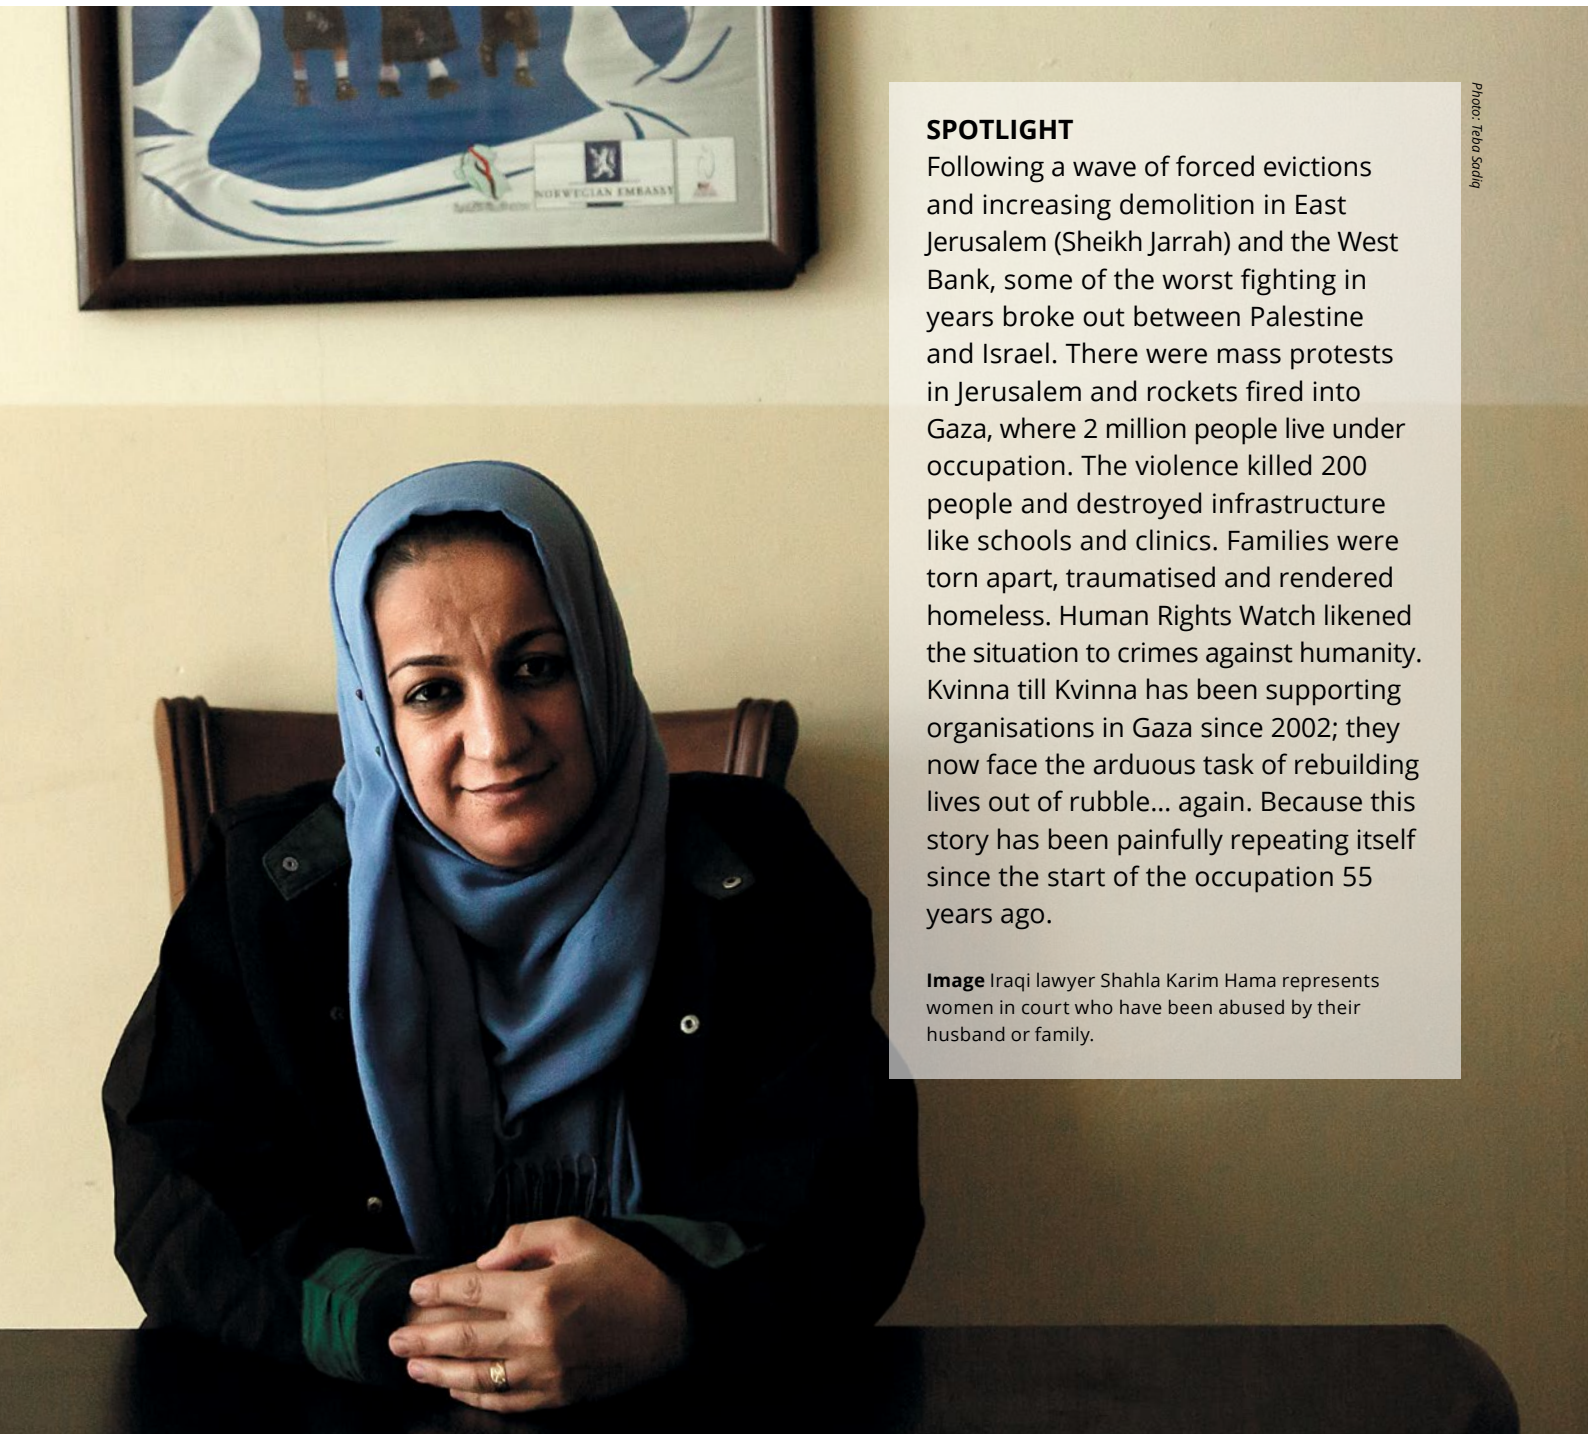 NORWEGIAN EMBASSY
SPOTLIGHT
Following a wave of forced evictions
and increasing demolition in East
Jerusalem (Sheikh Jarrah) and the West
Bank, some of the worst fighting in
years broke out between Palestine
and Israel. There were mass protests
in Jerusalem and rockets fired into
Gaza, where 2 million people live under
occupation. The violence killed 200
people and destroyed infrastructure
like schools and clinics. Families were
torn apart, traumatised and rendered
homeless. Human Rights Watch likened
the situation to crimes against humanity.
Kvinna till Kvinna has been supporting
organisations in Gaza since 2002; they
now face the arduous task of rebuilding
lives out of rubble... again. Because this
story has been painfully repeating itself
since the start of the occupation 55
years ago.
Image Iraqi lawyer Shahla Karim Hama represents
women in court who have been abused by their
husband or family.
Photo: Teba Sadiq